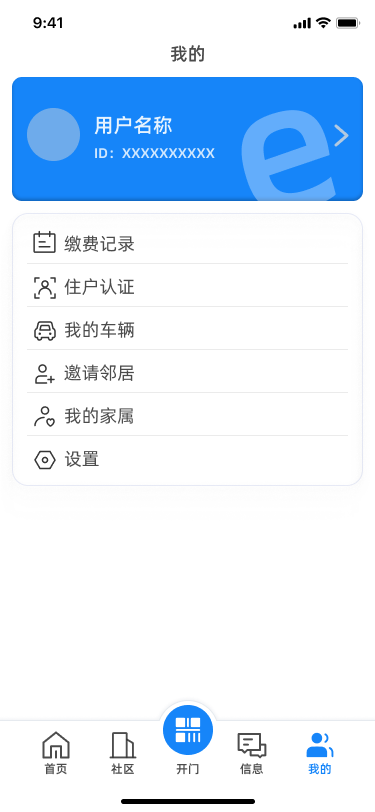 9:41
我的
用户名称
ID：XXXXXXXXXX
e
缴费记录
住户认证
我的车辆
邀请邻居
我的家属
设置
首页
社区
开门
信息
我的